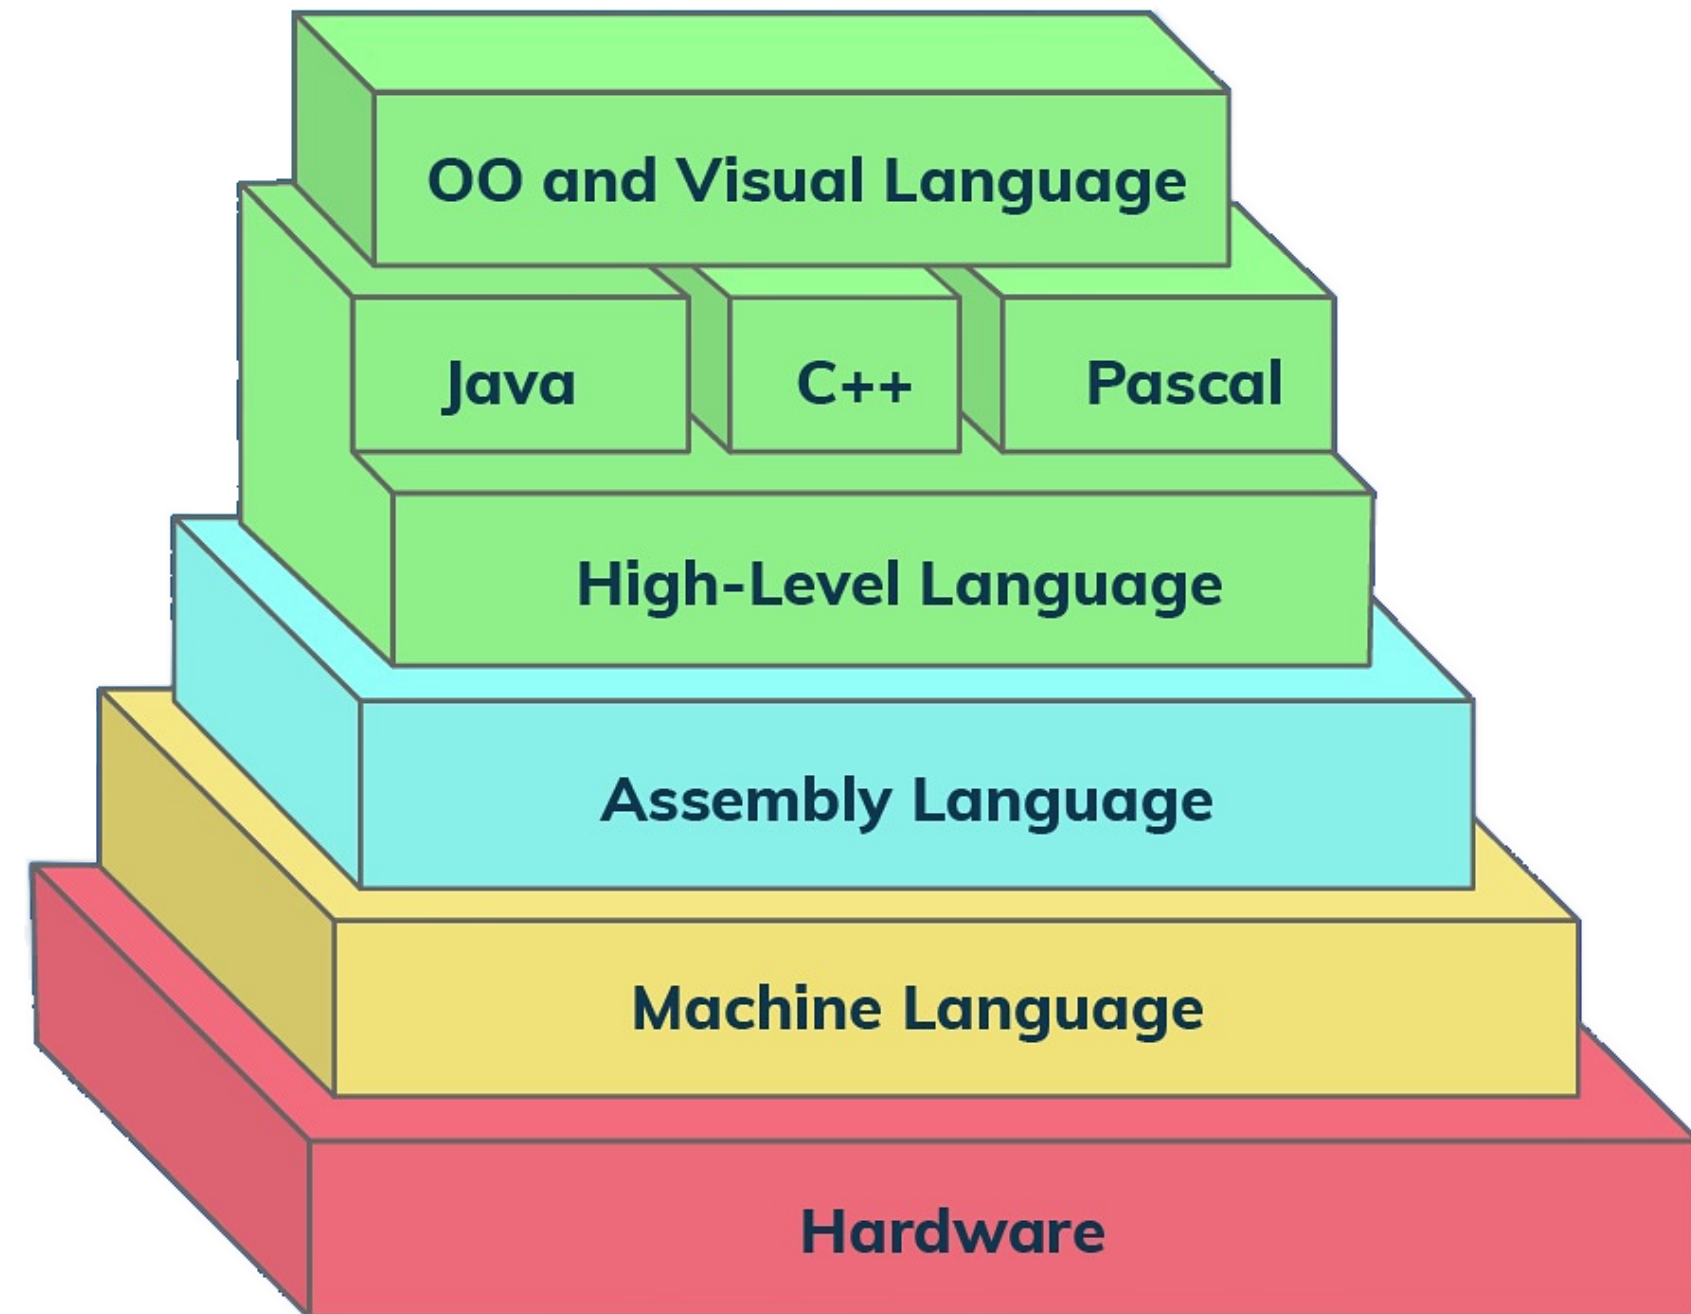 OO and Visual Language
Java
C++
Pascal
High-Level Language
Assembly Language
Machine Language
Hardware